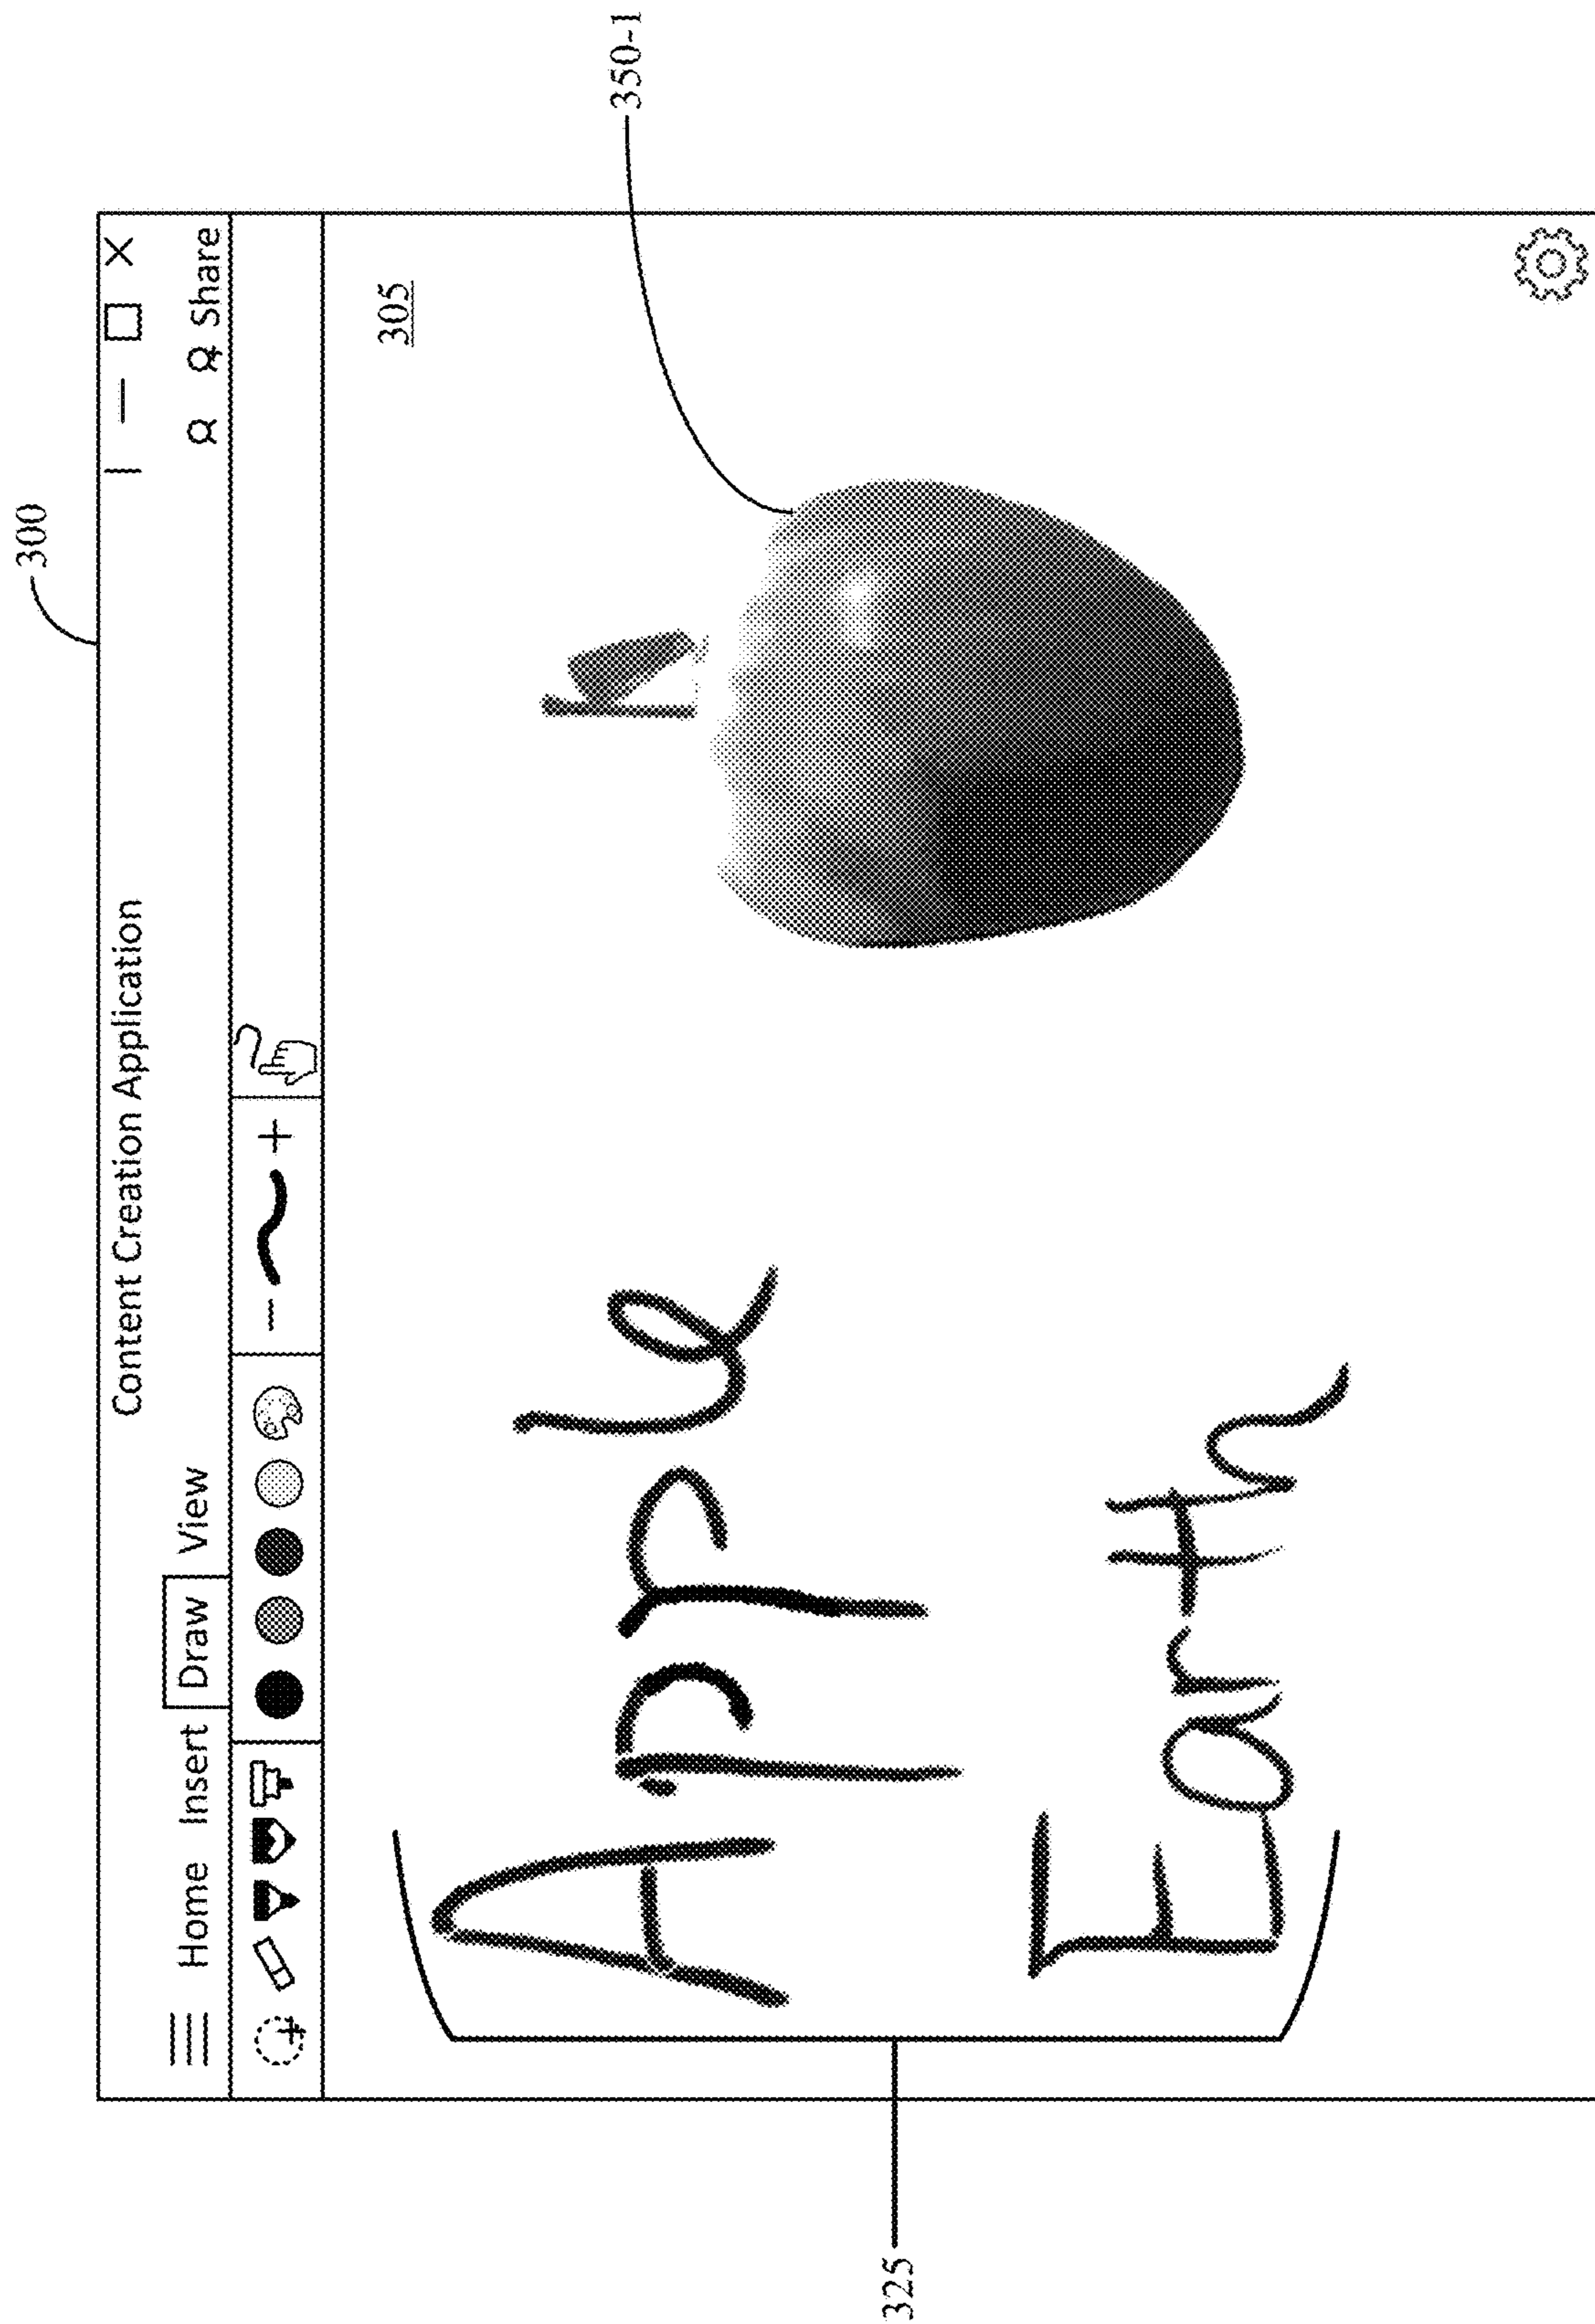 300
Content Creation Application
Home Insert Draw View
Share
305
350-1
Apple
Earth
325